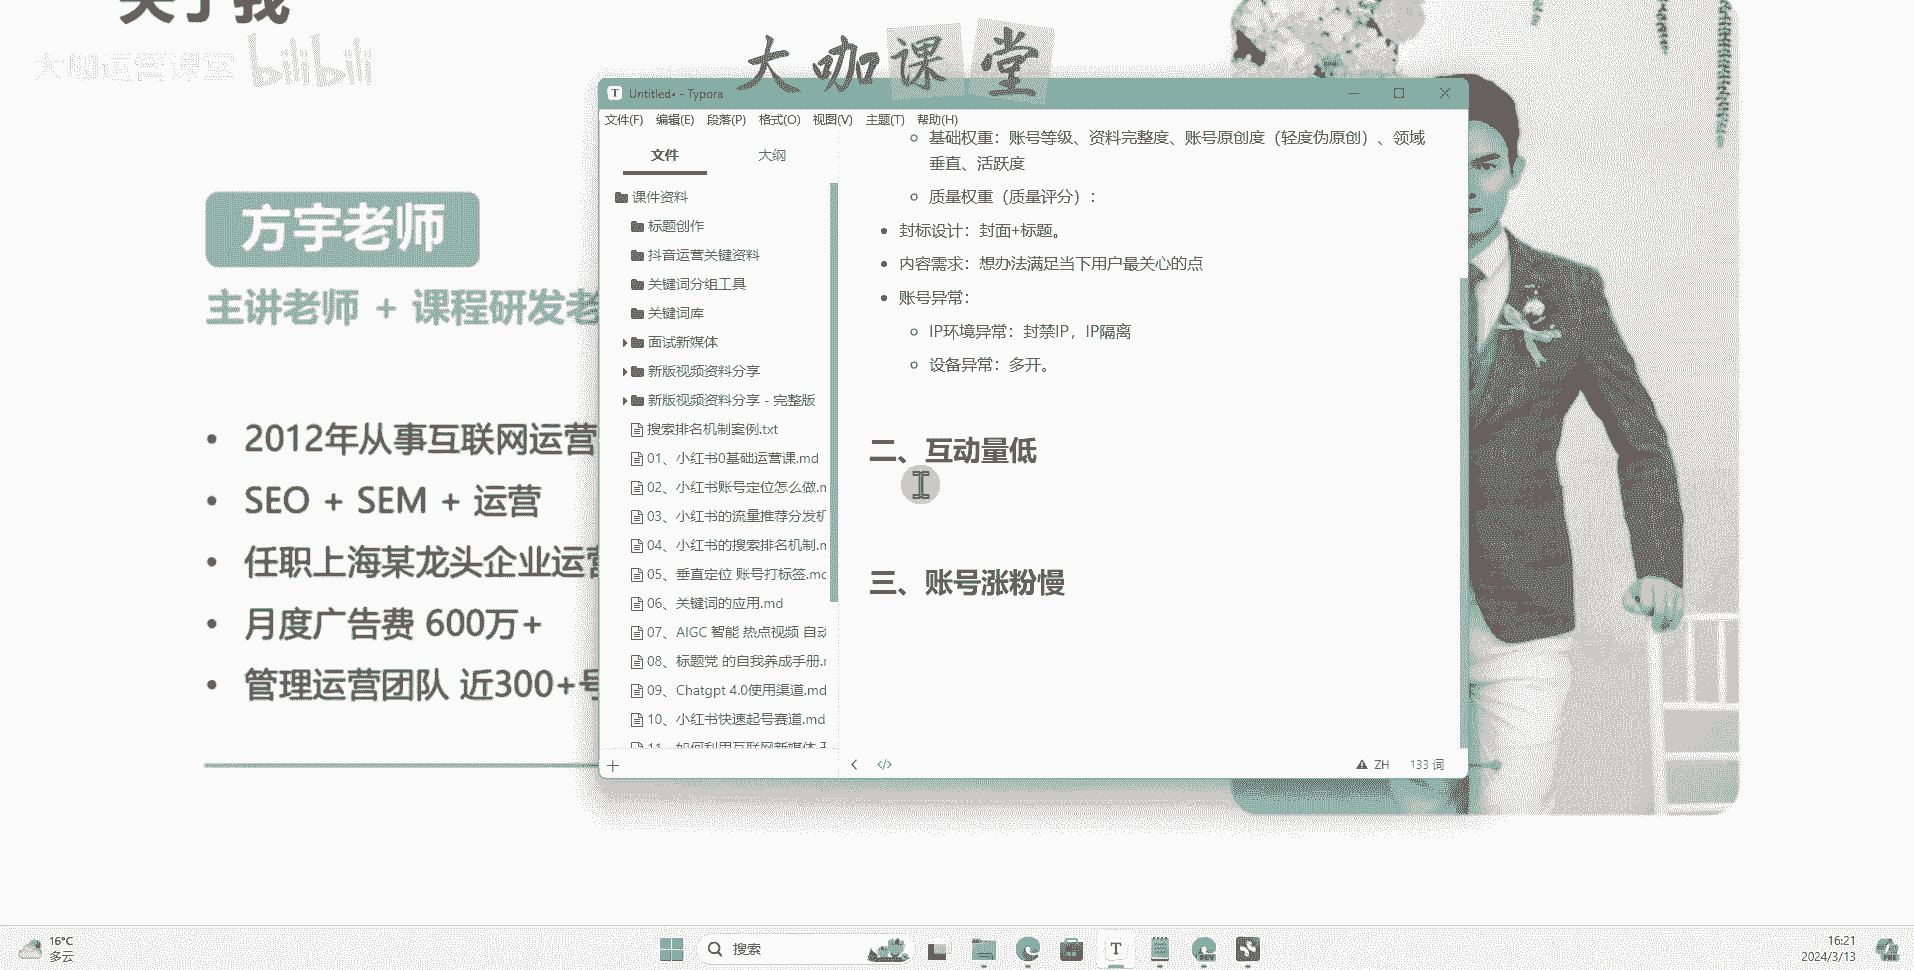 关于我
大咖运营课堂 bilibili
大咖课堂
方宇老师
主讲老师 + 课程研发老
2012年从事互联网运营
SEO + SEM + 运营
任职上海某龙头企业运营
月度广告费 600万+
管理运营团队 近300+号
Untitled• - Typora
文件(F) 编辑(E) 段落(P) 格式(O) 视图(V) 主题(T) 帮助(H)
文件 大纲
课件资料
标题创作
抖音运营关键资料
关键词分组工具
关键词库
面试新媒体
新版视频资料分享
新版视频资料分享 - 完整版
搜索排名机制案例.txt
01、小红书0基础运营课.md
02、小红书账号定位怎么做.m
03、小红书的流量推荐分发机
04、小红书的搜索排名机制.m
05、垂直定位 账号打标签.mc
06、关键词的应用.md
07、AIGC 智能 热点视频 自动
08、标题党 的自我养成手册.r
09、Chatgpt 4.0使用渠道.md
10、小红书快速起号赛道.md
11、如何利用互联网新媒体
基础权重：账号等级、资料完整度、账号原创度（轻度伪原创）、领域
垂直、活跃度
质量权重（质量评分）：
封标设计：封面+标题。
内容需求：想办法满足当下用户最关心的点
账号异常：
IP环境异常：封禁IP，IP隔离
设备异常：多开。
二、互动量低
三、账号涨粉慢
ZH 133 词
16°C
多云
搜索
16:21
2024/3/13